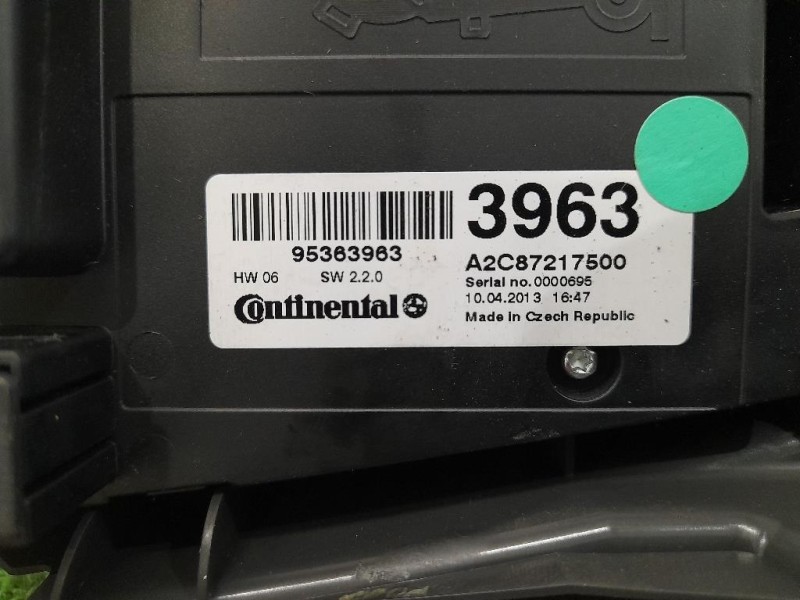 3963
95363963
A2C87217500
HW 06 SW 2.2.0
Serial no.0000695
10.04.2013 16:47
Continental
Made in Czech Republic